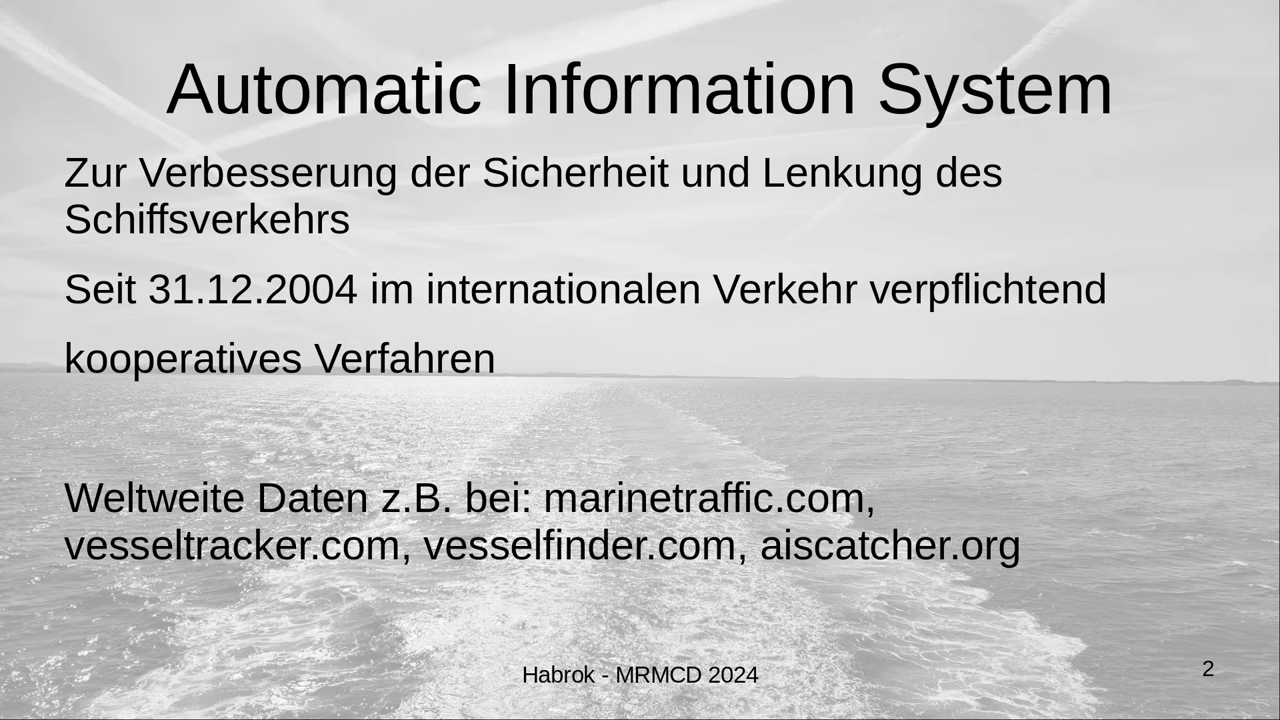 Automatic Information System
Zur Verbesserung der Sicherheit und Lenkung des
Schiffsverkehrs
Seit 31.12.2004 im internationalen Verkehr verpflichtend
kooperatives Verfahren
Weltweite Daten z.B. bei: marinetraffic.com,
vesseltracker.com, vesselfinder.com, aiscatcher.org
Habrok - MRMCD 2024
2